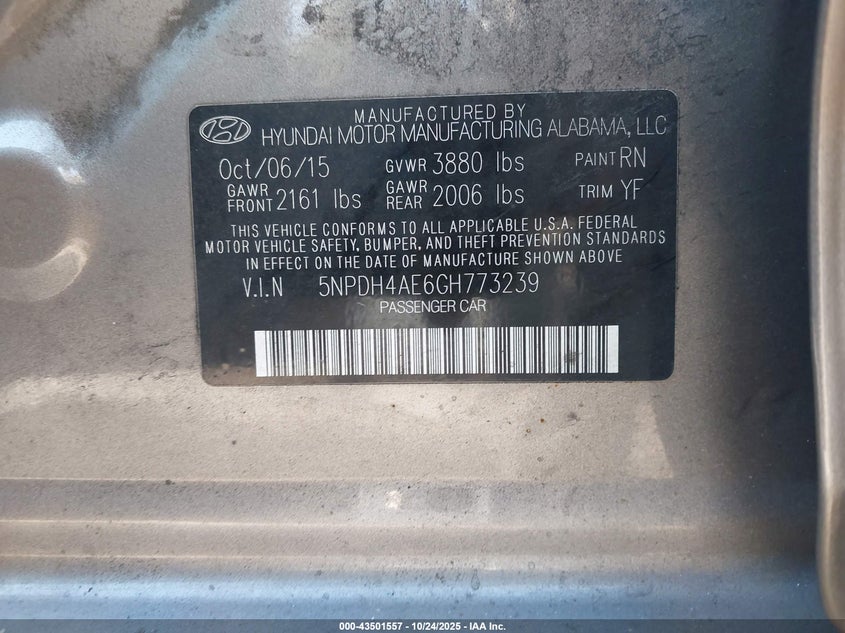 MANUFACTURED BY
HYUNDAI MOTOR MANUFACTURING ALABAMA, LLC
Oct/06/15 GVWR 3880 lbs PAINT RN
GAWR FRONT 2161 lbs GAWR REAR 2006 lbs TRIM YF
THIS VEHICLE CONFORMS TO ALL APPLICABLE U.S.A. FEDERAL
MOTOR VEHICLE SAFETY, BUMPER, AND THEFT PREVENTION STANDARDS
IN EFFECT ON THE DATE OF MANUFACTURE SHOWN ABOVE
V.I.N 5NPDH4AE6GH773239
PASSENGER CAR
000-43501557 - 10/24/2025 - IAA Inc.